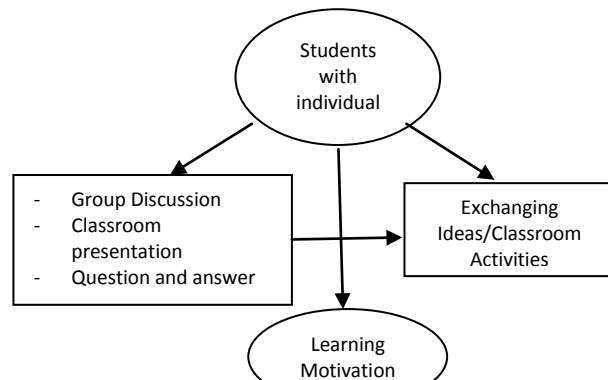 Students
with
individual
- Group Discussion
- Classroom
presentation
- Question and answer
Exchanging
Ideas/Classroom
Activities
Learning
Motivation